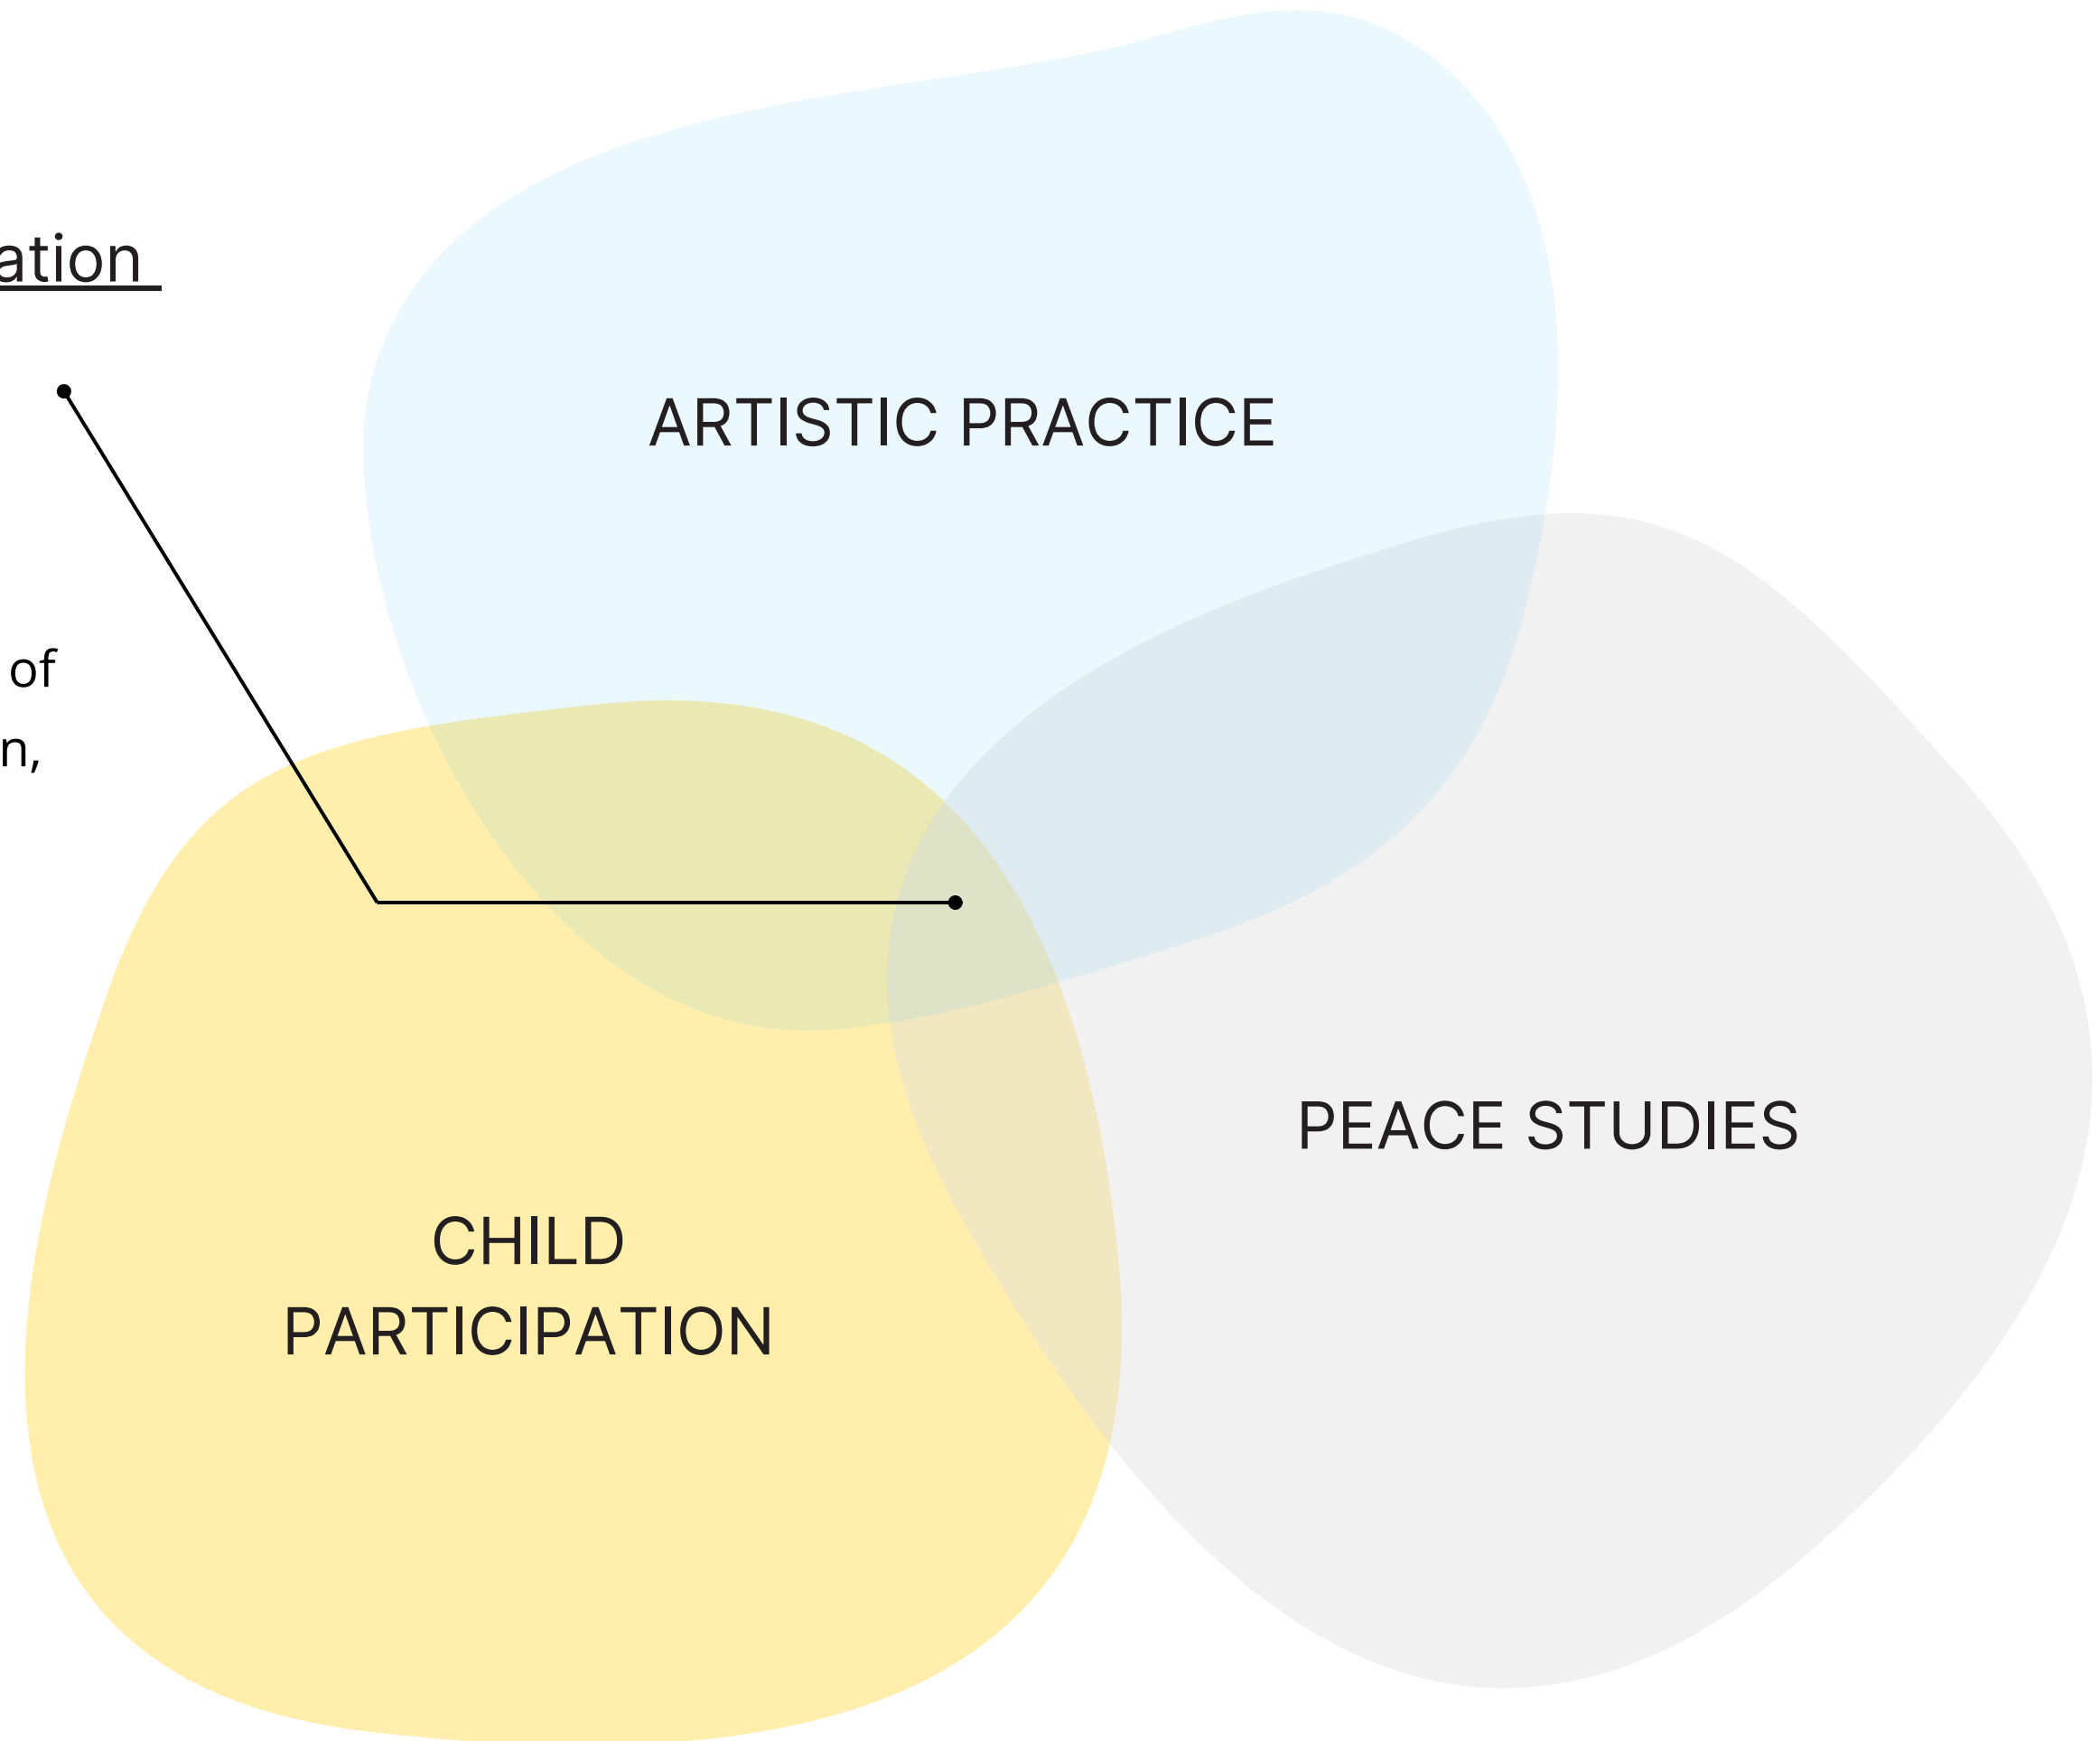 ation
ARTISTIC PRACTICE
of
n,
PEACE STUDIES
CHILD
PARTICIPATION